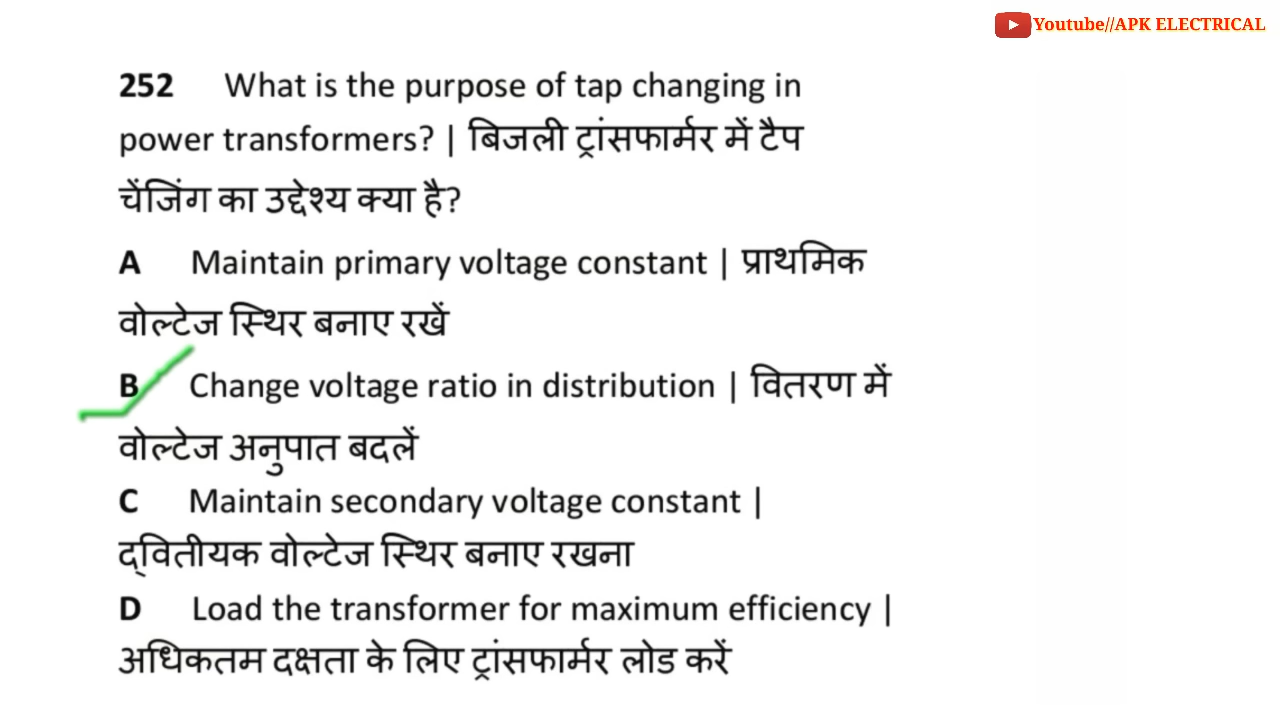 Youtube//APK ELECTRICAL
252 What is the purpose of tap changing in
power transformers? | बिजली ट्रांसफार्मर में टैप
चेंजिंग का उद्देश्य क्या है?
A Maintain primary voltage constant | प्राथमिक
वोल्टेज स्थिर बनाए रखें
B Change voltage ratio in distribution | वितरण में
वोल्टेज अनुपात बदलें
C Maintain secondary voltage constant |
द्वितीयक वोल्टेज स्थिर बनाए रखना
D Load the transformer for maximum efficiency |
अधिकतम दक्षता के लिए ट्रांसफार्मर लोड करें